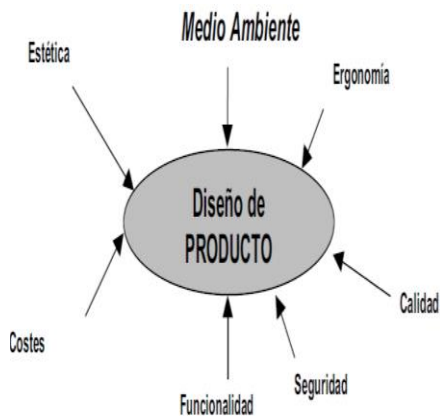 Medio Ambiente
Estética
Ergonomía
Diseño de
PRODUCTO
Calidad
Costes
Seguridad
Funcionalidad